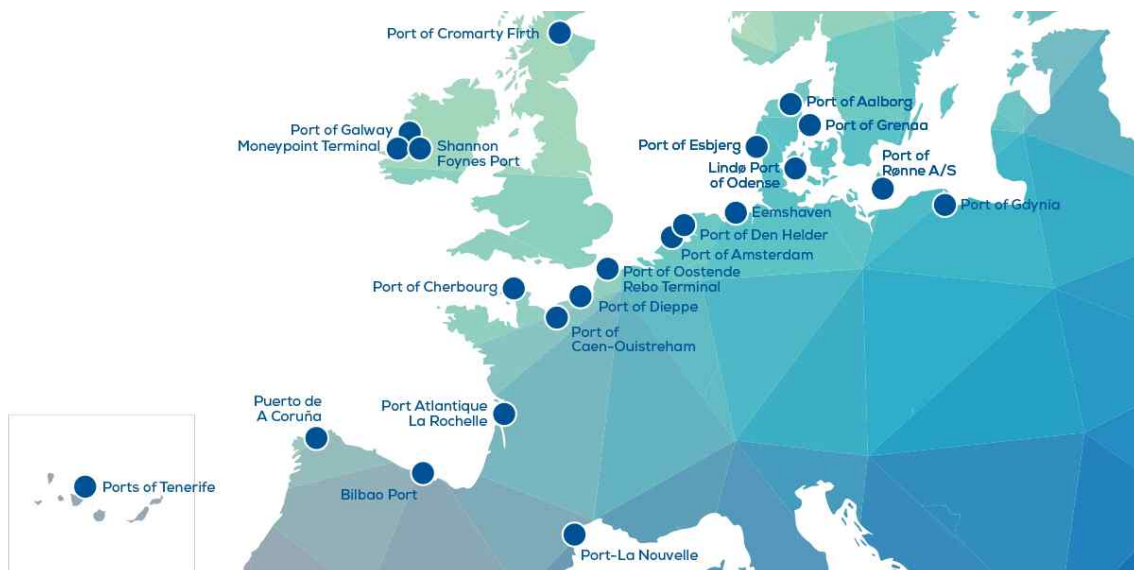 Port of Cromarty Firth
Port of Aalborg
Port of Grenaa
Port of Galway
Moneypoint Terminal
Shannon
Foynes Port
Port of Esbjerg
Lindø Port
of Odense
Port of
Rønne A/S
Port of Gdynia
Eemshaven
Port of Den Helder
Port of Amsterdam
Port of Oostende
Rebo Terminal
Port of Cherbourg
Port of Dieppe
Port of
Caen-Ouistreham
Puerto de
A Coruña
Port Atlantique
La Rochelle
Ports of Tenerife
Bilbao Port
Port-La Nouvelle